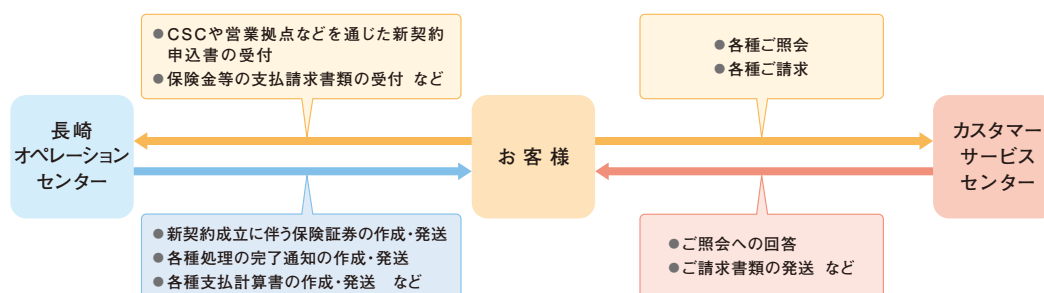 ●CSCや営業拠点などを通じた新契約
申込書の受付
●保険金等の支払請求書類の受付 など
●各種ご照会
●各種ご請求
長崎
オペレーション
センター
お客様
カスタマー
サービス
センター
●新契約成立に伴う保険証券の作成・発送
●各種処理の完了通知の作成・発送
●各種支払計算書の作成・発送 など
●ご照会への回答
●ご請求書類の発送 など